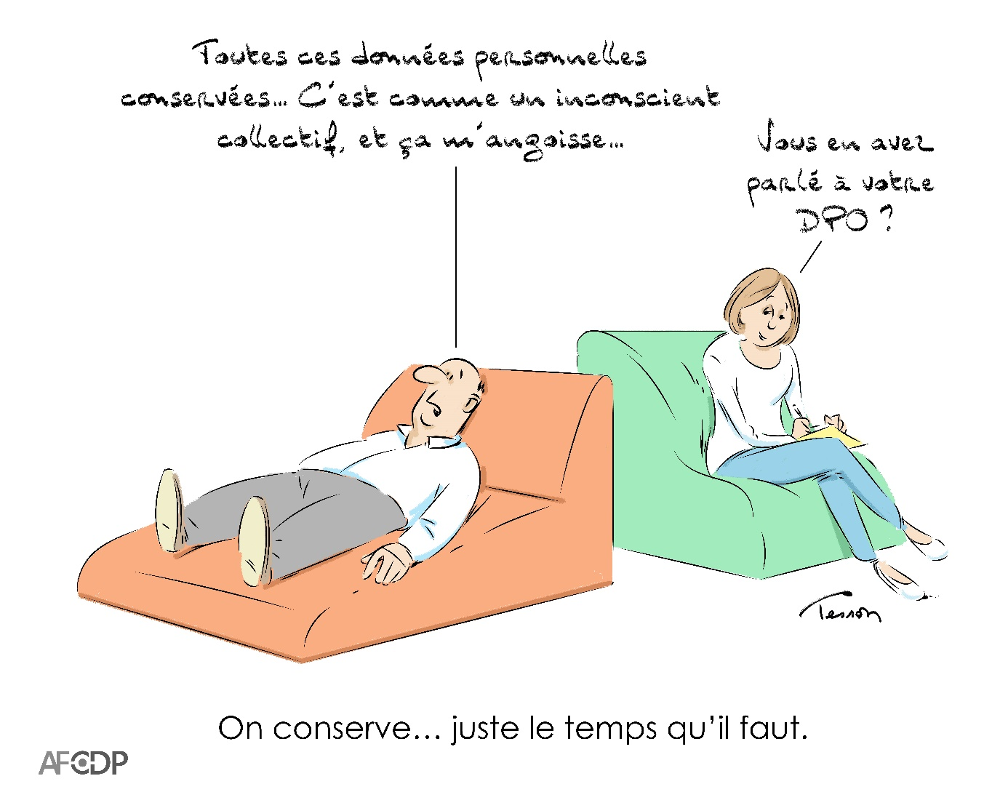 Toutes ces données personnelles
conservées... C'est comme un inconscient
collectif, et ça m'angoisse...
Vous en avez
parlé à votre
DPO ?
Tesson
On conserve... juste le temps qu'il faut.
AFCDP